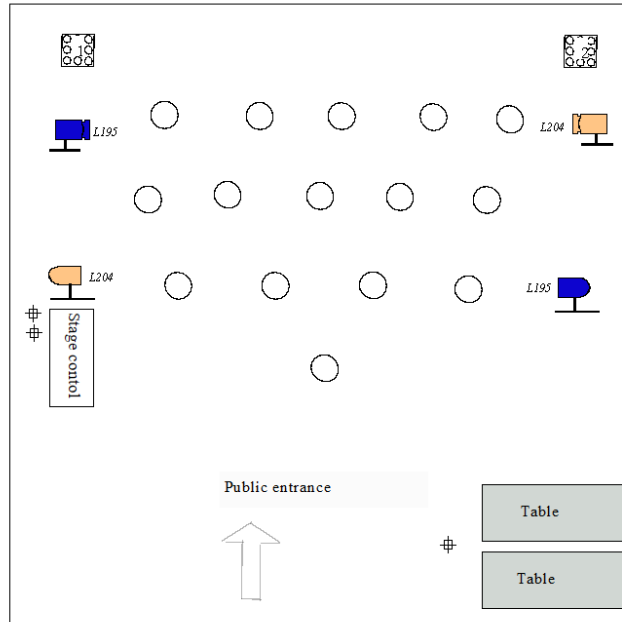 1
2
L195
L204
L204
L195
Stage contol
Public entrance
Table
Table